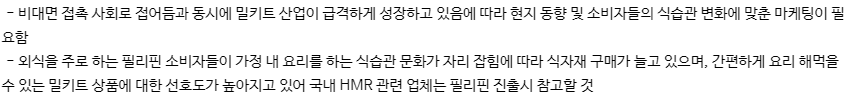 - 비대면 접촉 사회로 접어듬과 동시에 밀키트 산업이 급격하게 성장하고 있음에 따라 현지 동향 및 소비자들의 식습관 변화에 맞춘 마케팅이 필
요함
- 외식을 주로 하는 필리핀 소비자들이 가정 내 요리를 하는 식습관 문화가 자리 잡힘에 따라 식자재 구매가 늘고 있으며, 간편하게 요리 해먹을
수 있는 밀키트 상품에 대한 선호도가 높아지고 있어 국내 HMR 관련 업체는 필리핀 진출시 참고할 것